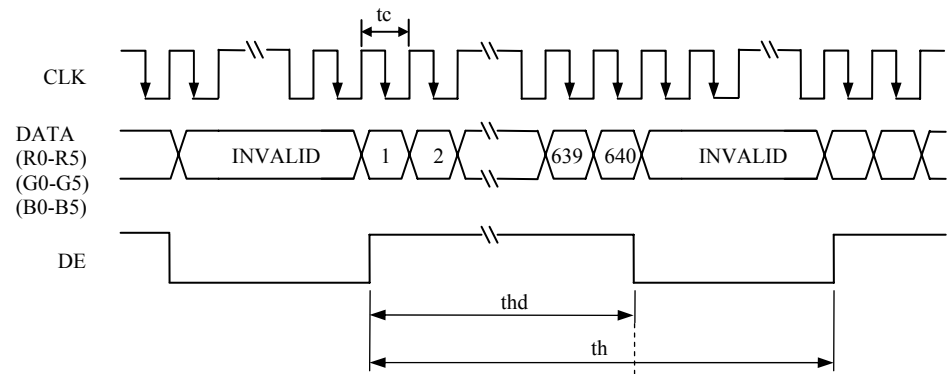 tc
CLK
DATA
(R0-R5)
(G0-G5)
(B0-B5)
INVALID 1 2 639 640 INVALID
DE
thd
th